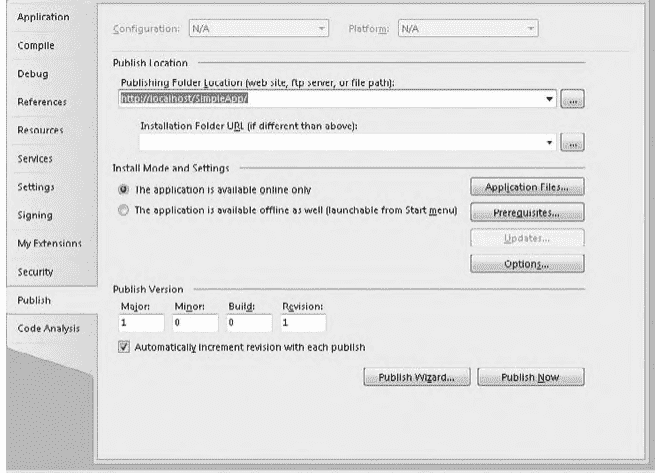 Application
Compile
Debug
References
Resources
Services
Settings
Signing
My Extensions
Security
Publish
Code Analysis
Configuration: N/A Platform: N/A
Publish Location
Publishing Folder Location (web site, ftp server, or file path):
http://localhost/SimpleApp/
...
Installation Folder URL (if different than above):
...
Install Mode and Settings
The application is available online only
The application is available offline as well (launchable from Start menu)
Application Files...
Prerequisites...
Updates...
Options...
Publish Version
Major: Minor: Build: Revision:
1 0 0 1
Automatically increment revision with each publish
Publish Wizard... Publish Now